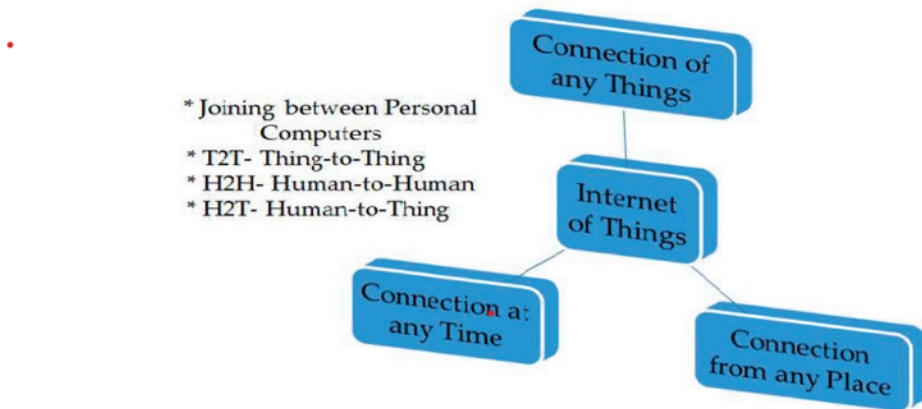 Connection of
any Things
* Joining between Personal
Computers
* T2T- Thing-to-Thing
* H2H- Human-to-Human
* H2T- Human-to-Thing
Internet
of Things
Connection at
any Time
Connection
from any Place